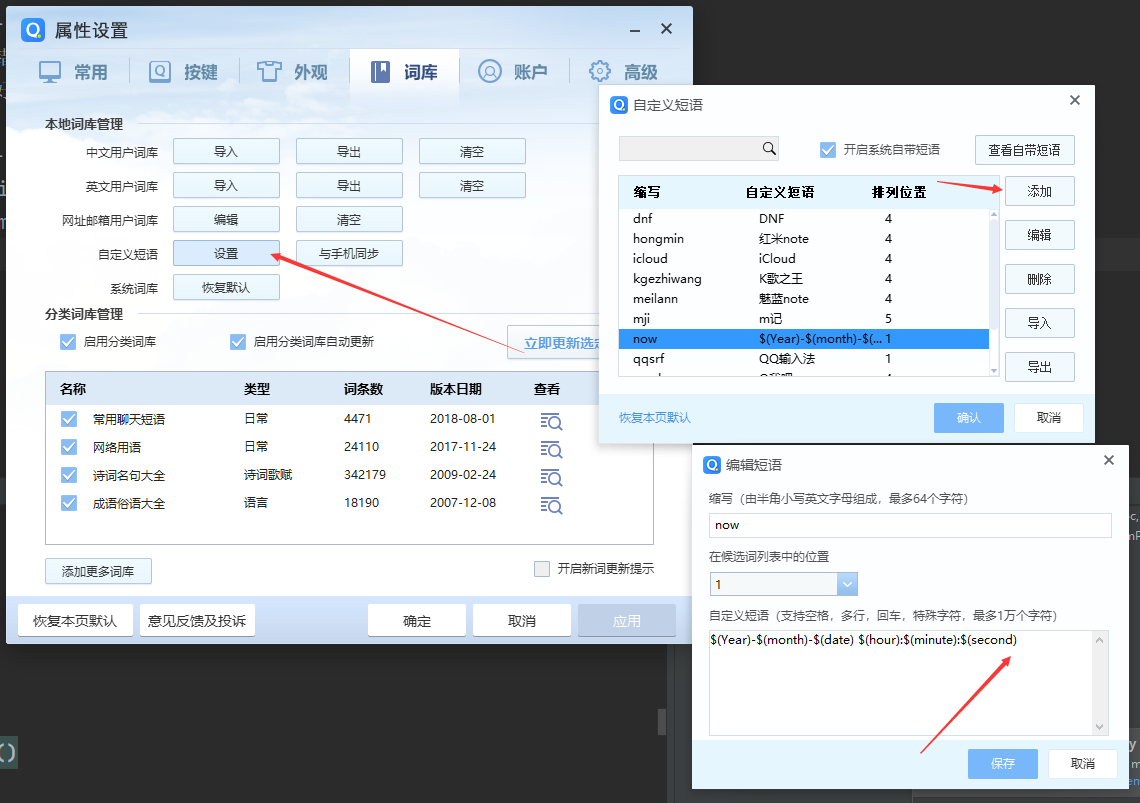 属性设置
常用 按键 外观 词库 账户 高级
本地词库管理
中文用户词库 导入 导出 清空
英文用户词库 导入 导出 清空
网址邮箱用户词库 编辑 清空
自定义短语 设置 与手机同步
系统词库 恢复默认
分类词库管理
启用分类词库 启用分类词库自动更新 立即更新选定
名称 类型 词条数 版本日期 查看
常用聊天短语 日常 4471 2018-08-01
网络用语 日常 24110 2017-11-24
诗词名句大全 诗词歌赋 342179 2009-02-24
成语俗语大全 语言 18190 2007-12-08
添加更多词库 开启新词更新提示
恢复本页默认 意见反馈及投诉 确定 取消 应用
自定义短语
开启系统自带短语 查看自带短语
缩写 自定义短语 排列位置
dnf DNF 4
hongmin 红米note 4
icloud iCloud 4
kgezhiwang K歌之王 4
meilann 魅蓝note 4
mji m记 5
now $(Year)-$(month)-$(... 1
qqsrf QQ输入法 1
添加
编辑
删除
导入
导出
恢复本页默认 确认 取消
编辑短语
缩写（由半角小写英文字母组成，最多64个字符）
now
在候选词列表中的位置
1
自定义短语（支持空格，多行，回车，特殊字符，最多1万个字符）
$(Year)-$(month)-$(date) $(hour):$(minute):$(second)
保存 取消
()